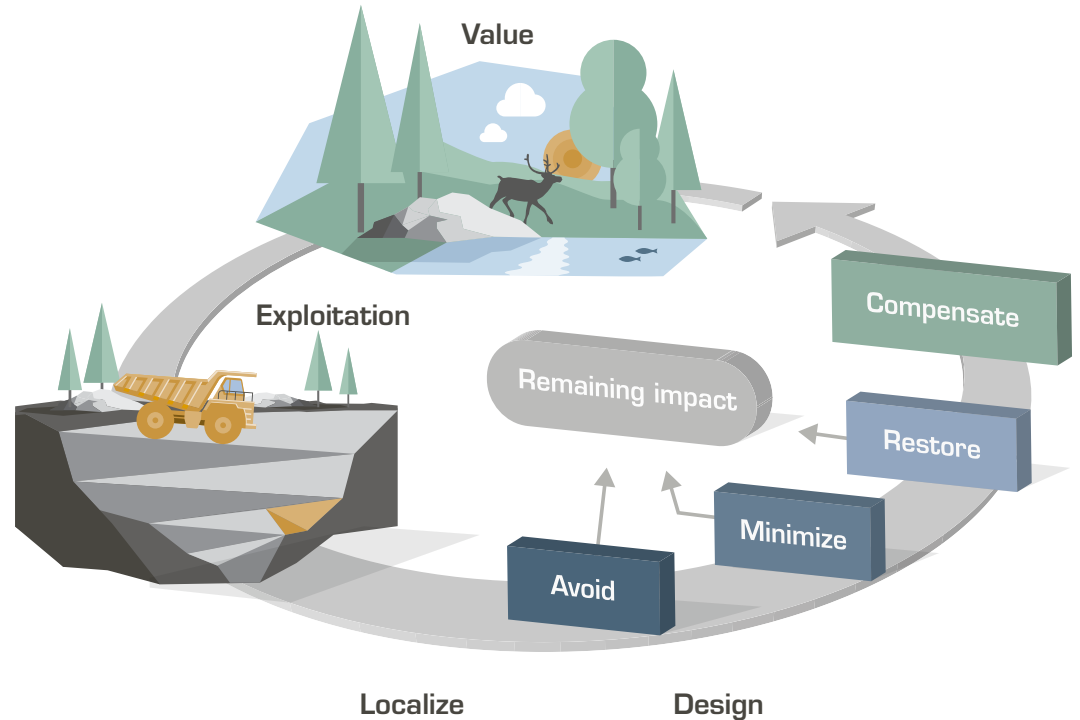 Value
Exploitation
Compensate
Remaining impact
Restore
Minimize
Avoid
Localize
Design